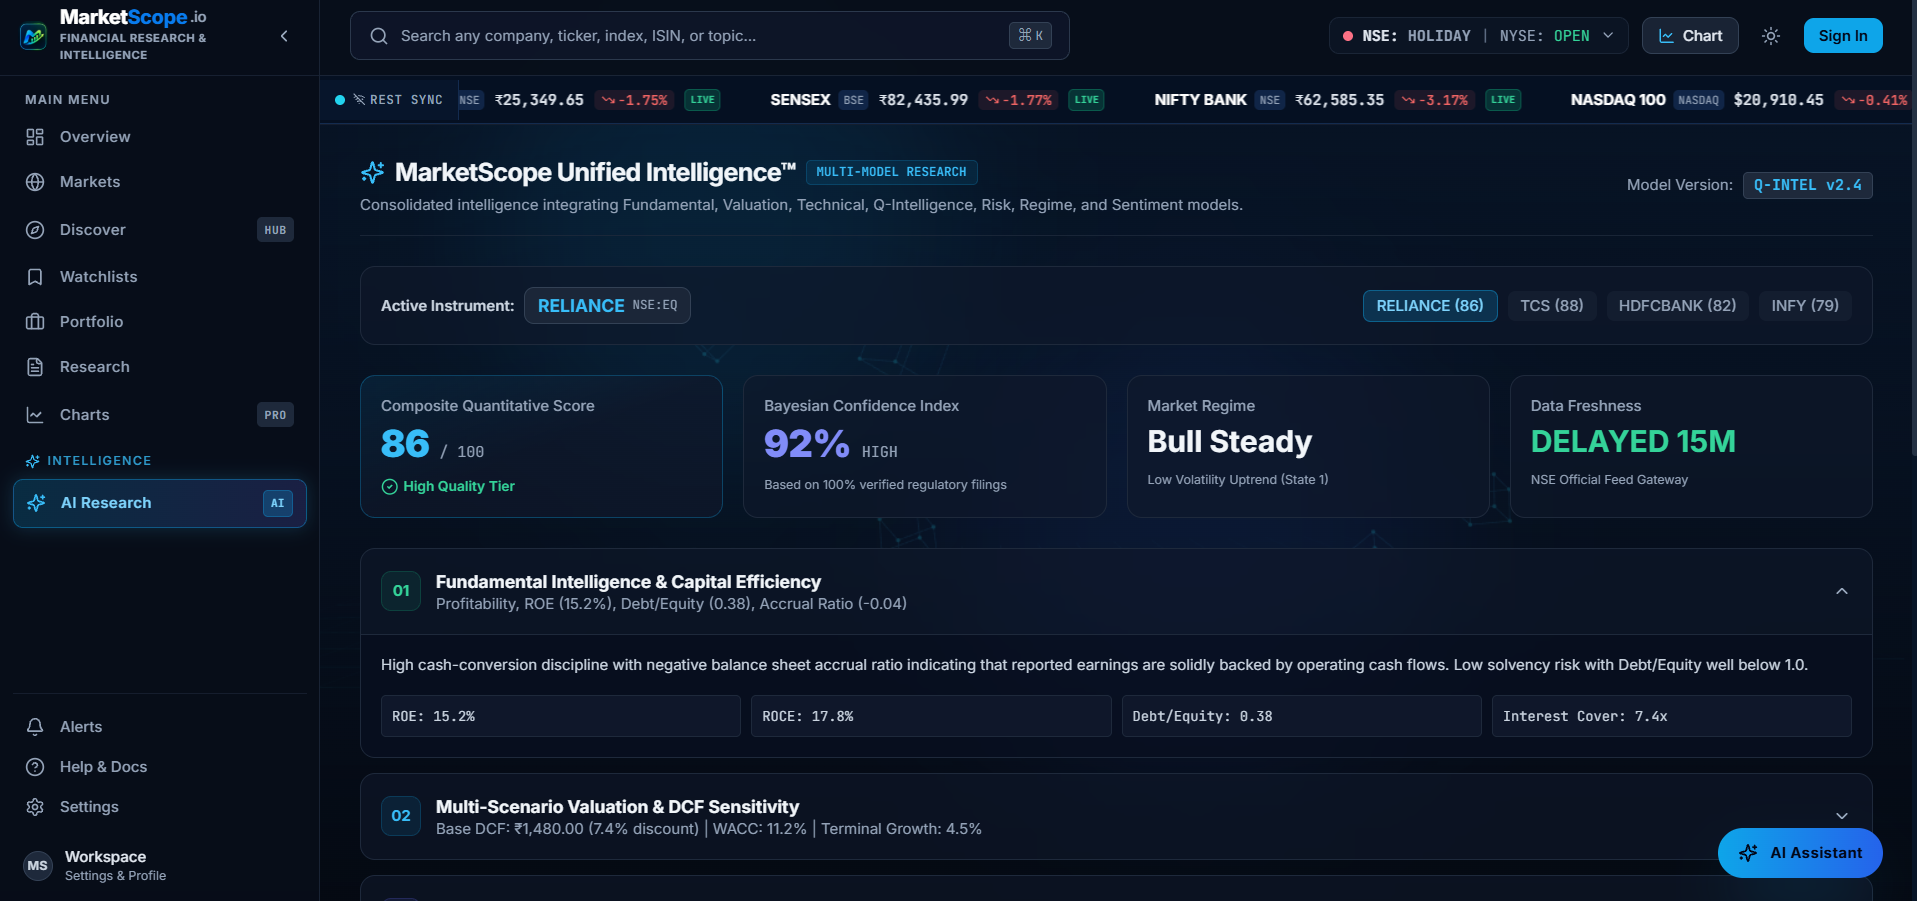 MarketScope.io
FINANCIAL RESEARCH &
INTELLIGENCE
Search any company, ticker, index, ISIN, or topic...
⌘ K
NSE: HOLIDAY | NYSE: OPEN
Chart
Sign In
MAIN MENU
Overview
Markets
Discover HUB
Watchlists
Portfolio
Research
Charts PRO
INTELLIGENCE
AI Research AI
Alerts
Help & Docs
Settings
MS
Workspace
Settings & Profile
REST SYNC
NSE ₹25,349.65 -1.75% LIVE
SENSEX BSE ₹82,435.99 -1.77% LIVE
NIFTY BANK NSE ₹62,585.35 -3.17% LIVE
NASDAQ 100 NASDAQ $20,910.45 -0.41%
MarketScope Unified Intelligence™ MULTI-MODEL RESEARCH
Consolidated intelligence integrating Fundamental, Valuation, Technical, Q-Intelligence, Risk, Regime, and Sentiment models.
Model Version: Q-INTEL v2.4
Active Instrument: RELIANCE NSE:EQ
RELIANCE (86) TCS (88) HDFCBANK (82) INFY (79)
Composite Quantitative Score
86 / 100
High Quality Tier
Bayesian Confidence Index
92% HIGH
Based on 100% verified regulatory filings
Market Regime
Bull Steady
Low Volatility Uptrend (State 1)
Data Freshness
DELAYED 15M
NSE Official Feed Gateway
01
Fundamental Intelligence & Capital Efficiency
Profitability, ROE (15.2%), Debt/Equity (0.38), Accrual Ratio (-0.04)
High cash-conversion discipline with negative balance sheet accrual ratio indicating that reported earnings are solidly backed by operating cash flows. Low solvency risk with Debt/Equity well below 1.0.
ROE: 15.2%
ROCE: 17.8%
Debt/Equity: 0.38
Interest Cover: 7.4x
02
Multi-Scenario Valuation & DCF Sensitivity
Base DCF: ₹1,480.00 (7.4% discount) | WACC: 11.2% | Terminal Growth: 4.5%
AI Assistant